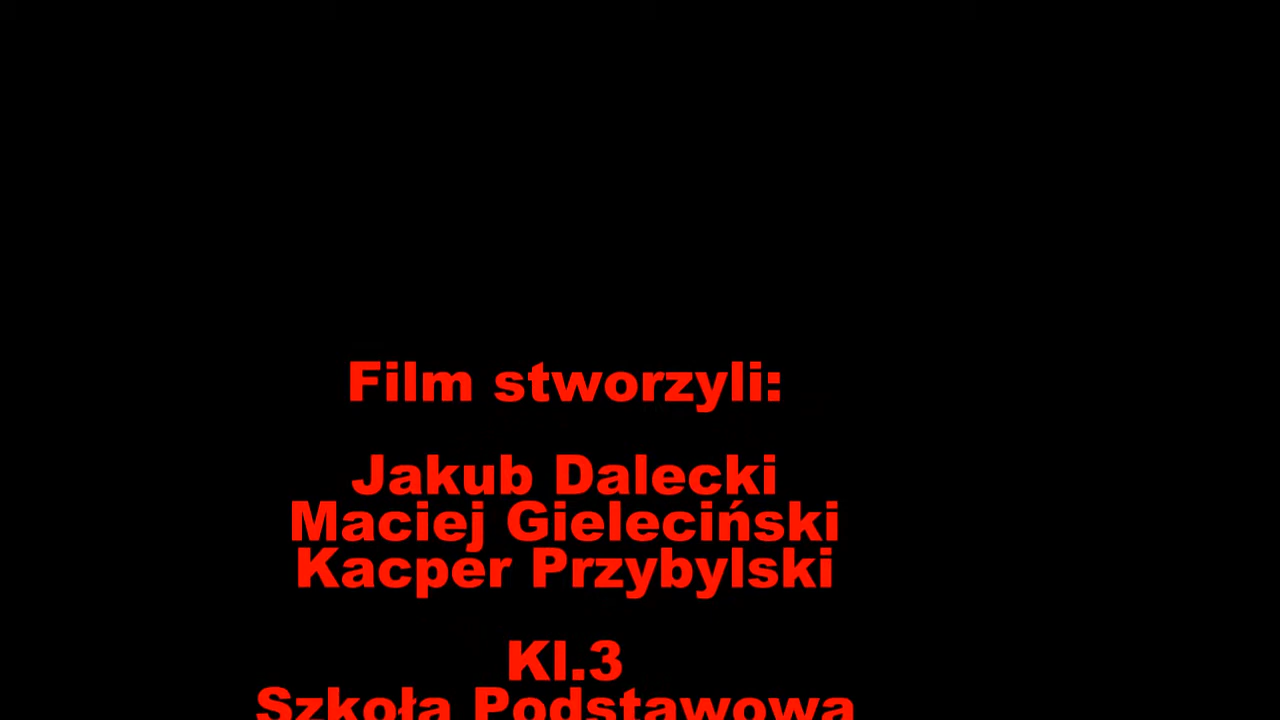 Film stworzyli:
Jakub Dalecki
Maciej Gieleciński
Kacper Przybylski
Kl.3
Szkoła Podstawowa